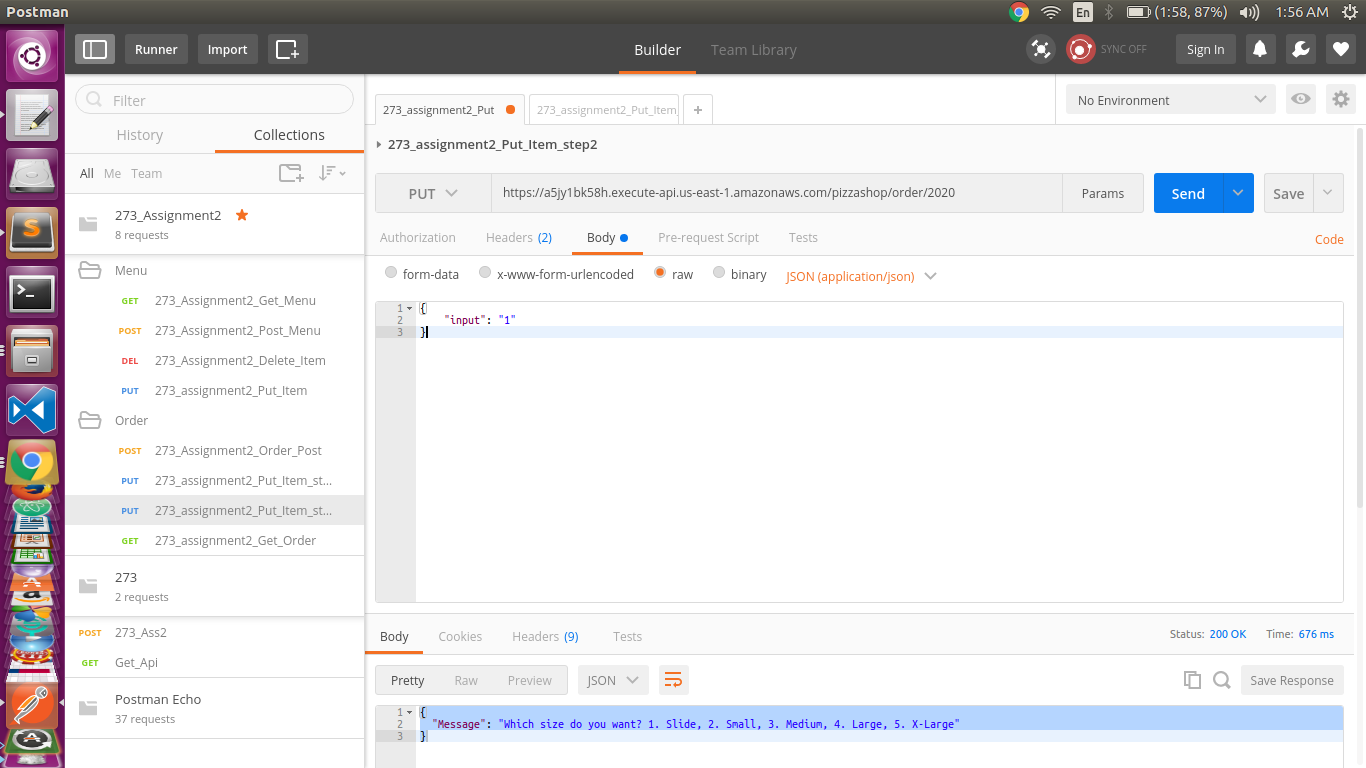 Postman
En
(1:58, 87%)
1:56 AM
Runner
Import
Builder
Team Library
SYNC OFF
Sign In
Filter
History
Collections
All
Me
Team
273_Assignment2
8 requests
Menu
GET 273_Assignment2_Get_Menu
POST 273_Assignment2_Post_Menu
DEL 273_Assignment2_Delete_Item
PUT 273_assignment2_Put_Item
Order
POST 273_Assignment2_Order_Post
PUT 273_assignment2_Put_Item_st...
PUT 273_assignment2_Put_Item_st...
GET 273_assignment2_Get_Order
273
2 requests
POST 273_Ass2
GET Get_Api
Postman Echo
37 requests
273_assignment2_Put
273_assignment2_Put_Item
+
No Environment
273_assignment2_Put_Item_step2
PUT
https://a5jy1bk58h.execute-api.us-east-1.amazonaws.com/pizzashop/order/2020
Params
Send
Save
Authorization
Headers (2)
Body
Pre-request Script
Tests
Code
form-data
x-www-form-urlencoded
raw
binary
JSON (application/json)
1 {
2 "input": "1"
3 }
Body
Cookies
Headers (9)
Tests
Status: 200 OK
Time: 676 ms
Pretty
Raw
Preview
JSON
Save Response
1 {
2 "Message": "Which size do you want? 1. Slide, 2. Small, 3. Medium, 4. Large, 5. X-Large"
3 }